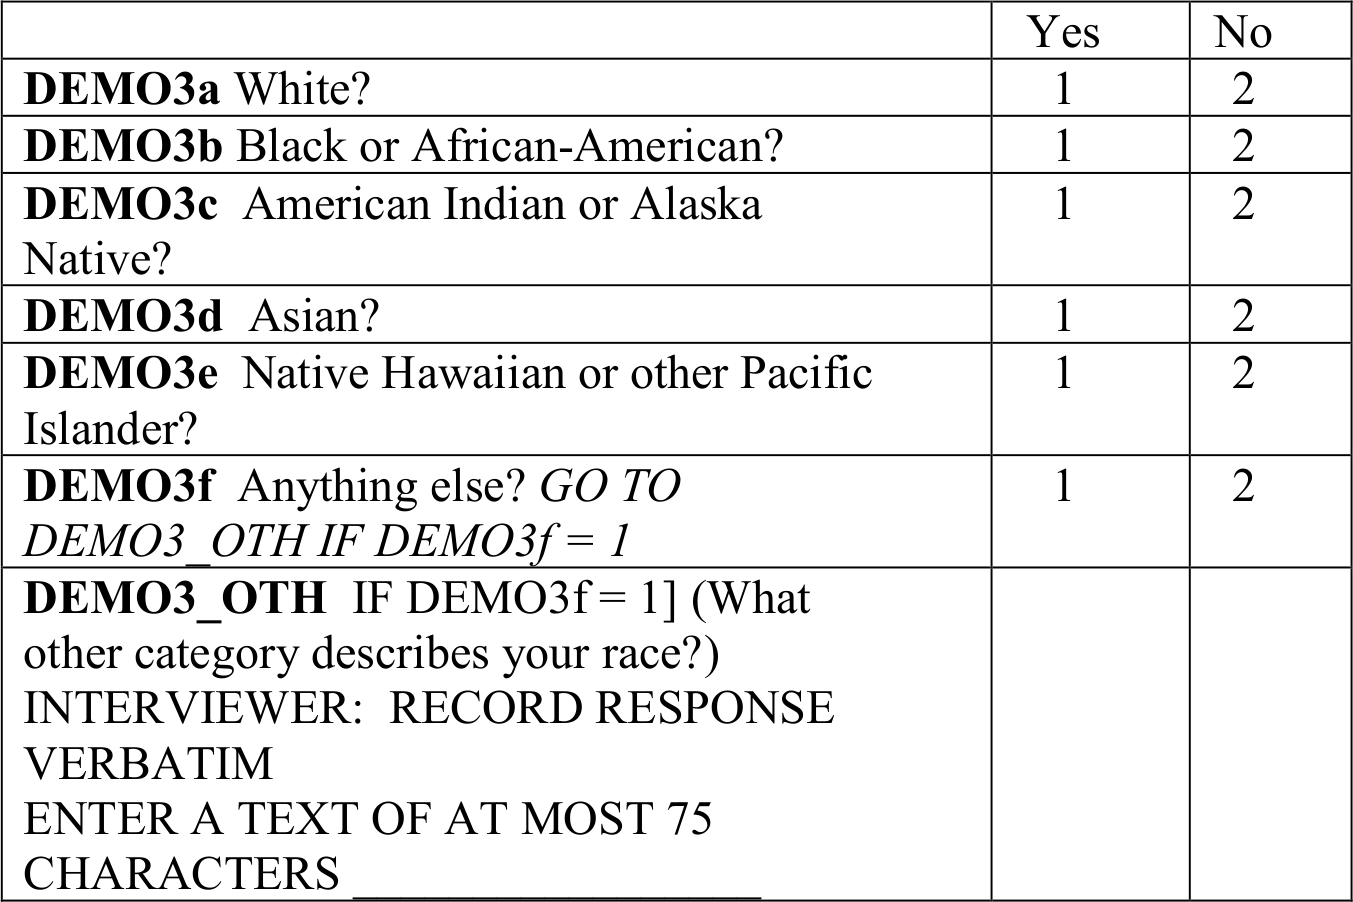 Yes No
DEMO3a White? 1 2
DEMO3b Black or African-American? 1 2
DEMO3c  American Indian or Alaska 1 2
Native?
DEMO3d  Asian? 1 2
DEMO3e  Native Hawaiian or other Pacific 1 2
Islander?
DEMO3f  Anything else? GO TO 1 2
DEMO3_OTH IF DEMO3f = 1
DEMO3_OTH  IF DEMO3f = 1] (What
other category describes your race?)
INTERVIEWER:  RECORD RESPONSE
VERBATIM
ENTER A TEXT OF AT MOST 75
CHARACTERS _________________